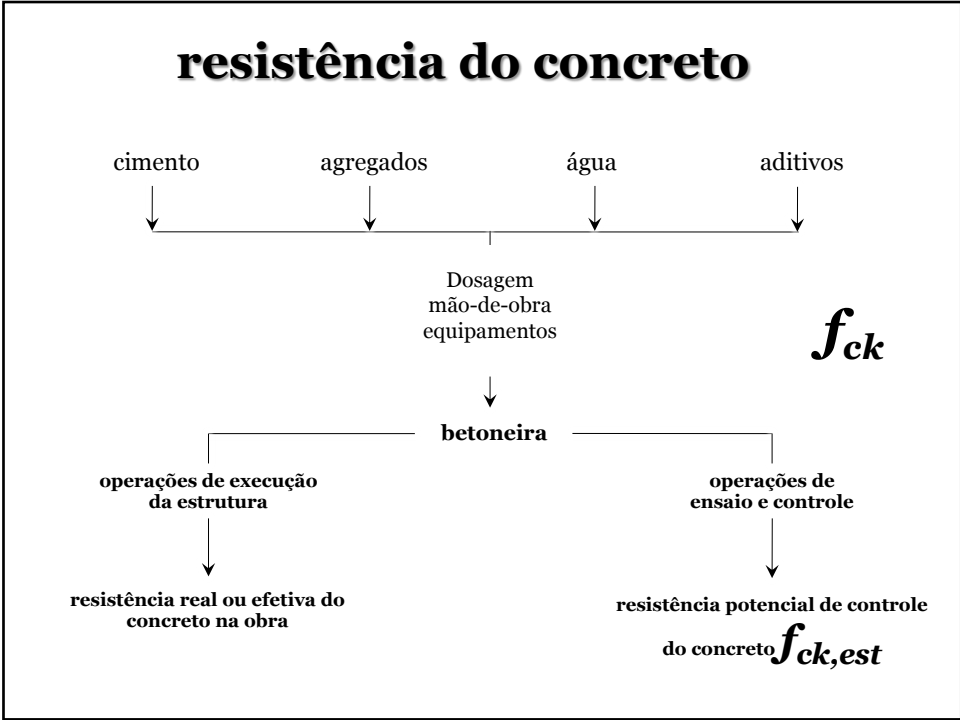 resistência do concreto
cimento agregados água aditivos
Dosagem
mão-de-obra
equipamentos
fck
betoneira
operações de execução
da estrutura
operações de
ensaio e controle
resistência real ou efetiva do
concreto na obra
resistência potencial de controle
do concreto fck,est